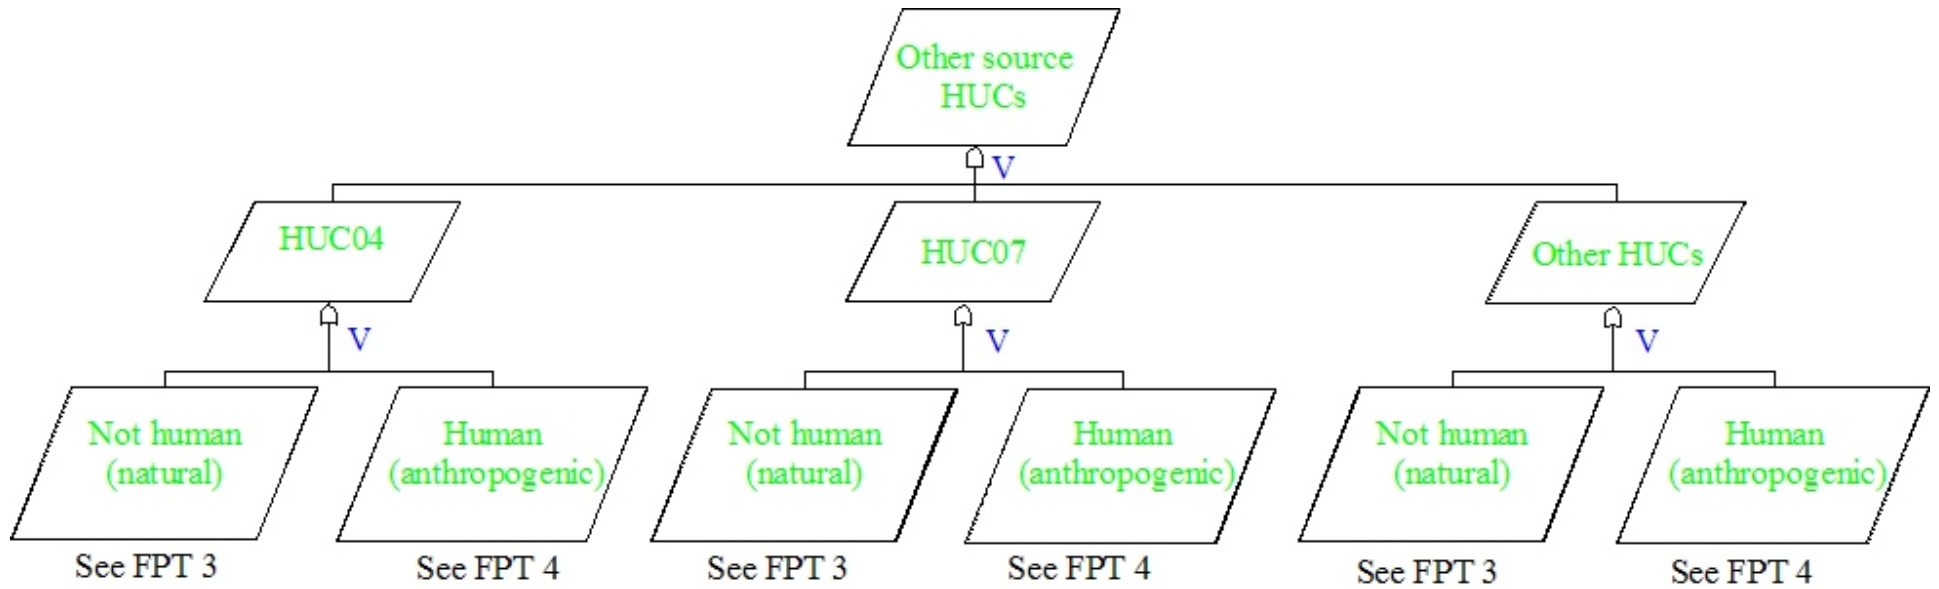 Other source
HUCs
V
HUC04
HUC07
Other HUCs
V
V
V
Not human
(natural)
Human
(anthropogenic)
Not human
(natural)
Human
(anthropogenic)
Not human
(natural)
Human
(anthropogenic)
See FPT 3
See FPT 4
See FPT 3
See FPT 4
See FPT 3
See FPT 4